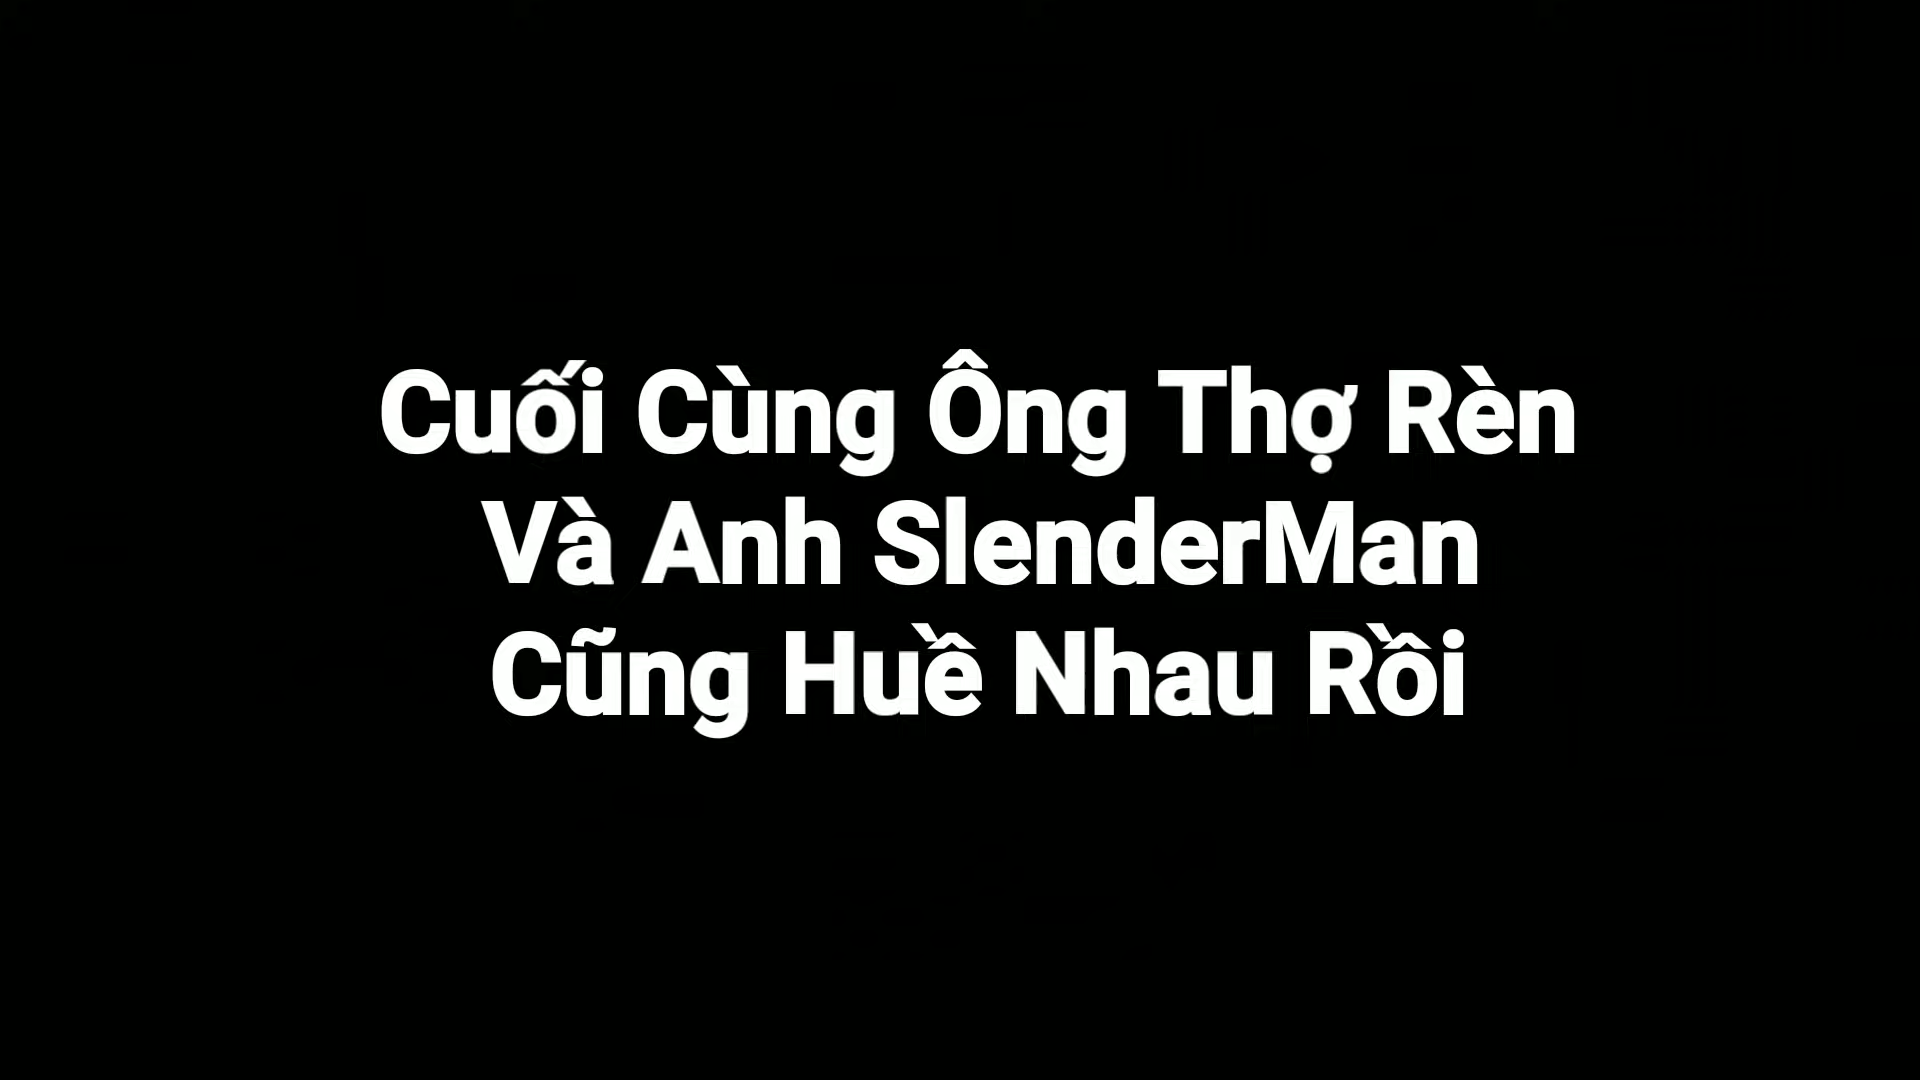 Cuối Cùng Ông Thợ Rèn
Và Anh SlenderMan
Cũng Huề Nhau Rồi